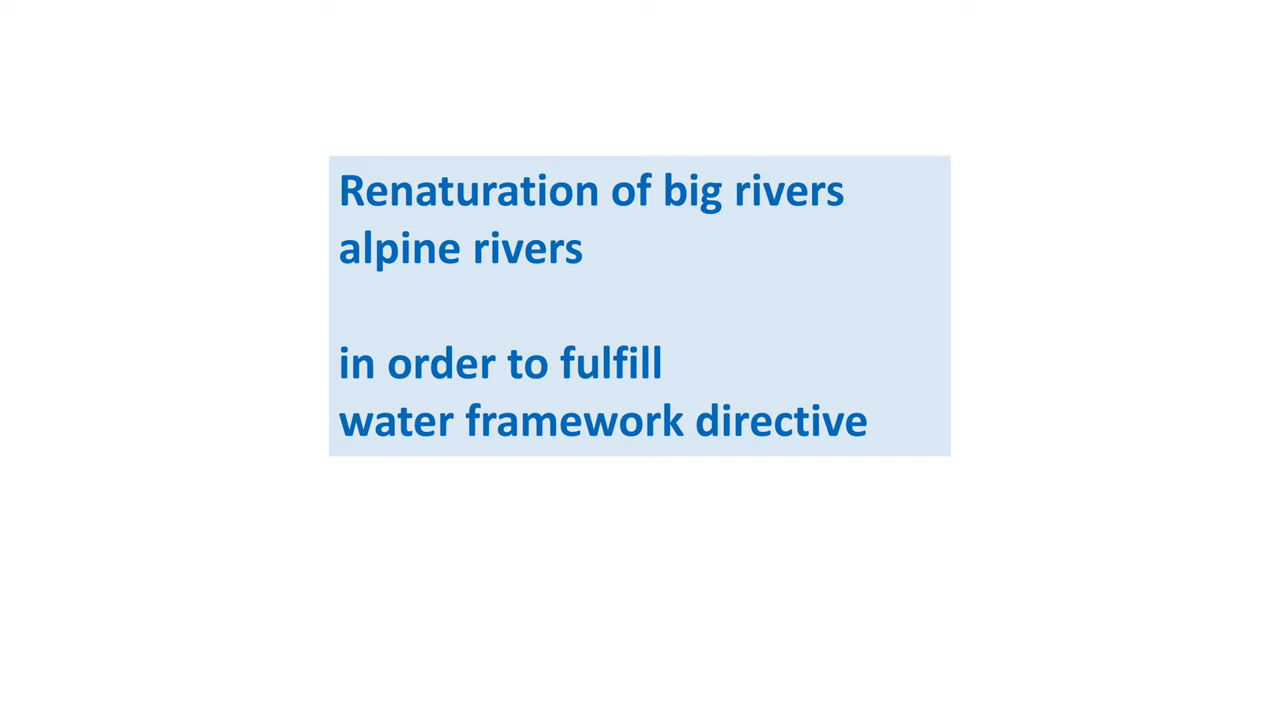 Renaturation of big rivers
alpine rivers
in order to fulfill
water framework directive